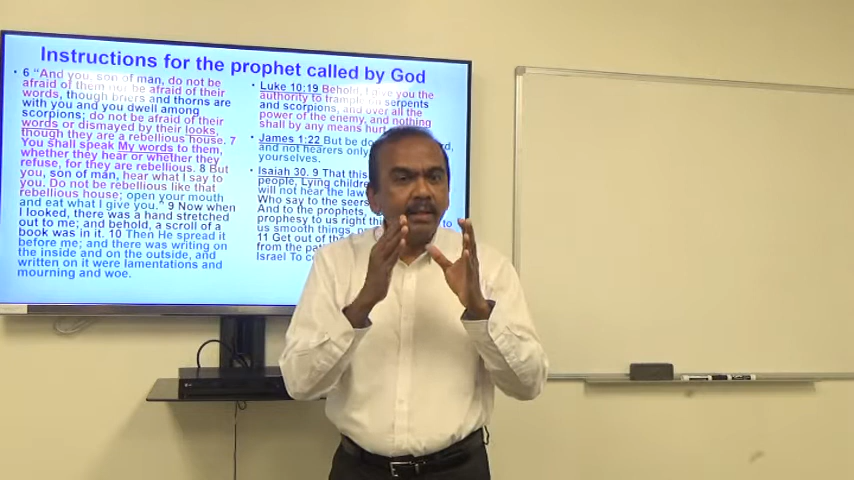 Instructions for the prophet called by God
• 6 "And you, son of man, do not be
afraid of them nor be afraid of their
words, though briers and thorns are
with you and you dwell among
scorpions; do not be afraid of their
words or dismayed by their looks,
though they are a rebellious house. 7
You shall speak My words to them,
whether they hear or whether they
refuse, for they are rebellious. 8 But
you, son of man, hear what I say to
you. Do not be rebellious like that
rebellious house; open your mouth
and eat what I give you." 9 Now when
I looked, there was a hand stretched
out to me; and behold, a scroll of a
book was in it. 10 Then He spread it
before me; and there was writing on
the inside and on the outside, and
written on it were lamentations and
mourning and woe.
• Luke 10:19 Behold, I give you the
authority to trample on serpents
and scorpions, and over all the
power of the enemy, and nothing
shall by any means hurt
• James 1:22 But be do
and not hearers only
yourselves.
• Isaiah 30. 9 That this
people, Lying childre
will not hear the law
Who say to the seers
And to the prophets,
prophesy to us right thi
us smooth things,
11 Get out of the
from the pat
Israel To c